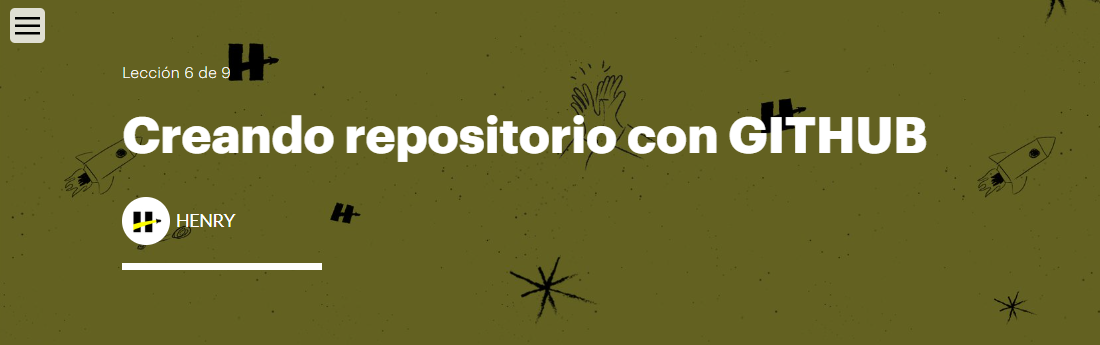 Lección 6 de 9
Creando repositorio con GITHUB
HENRY